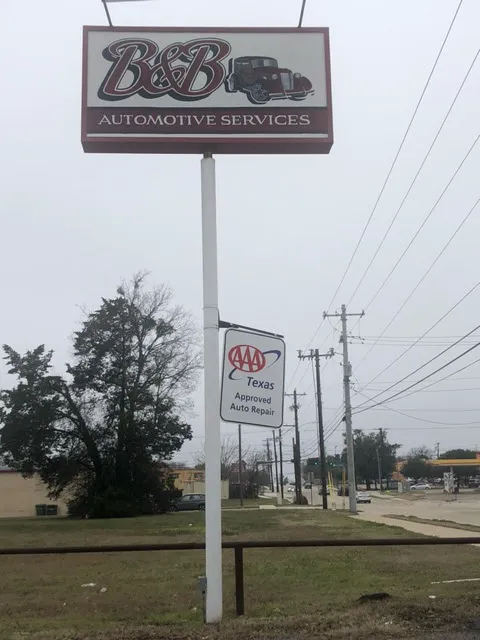 B&B
AUTOMOTIVE SERVICES
AAA
Texas
Approved
Auto Repair